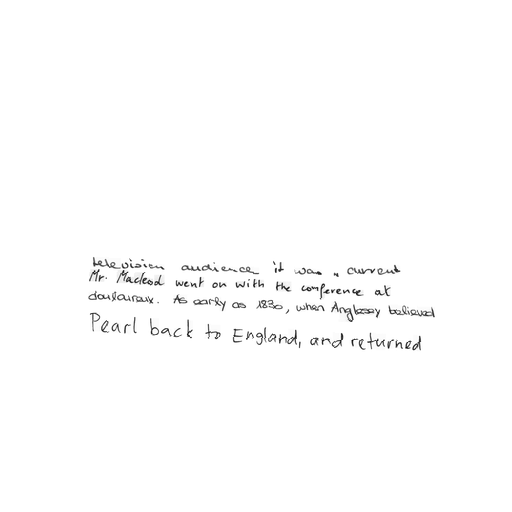 television audience it was " current
Mr. Macleod went on with the conference at
douloureux. As early as 1830, when Anglesey believed
Pearl back to England, and returned